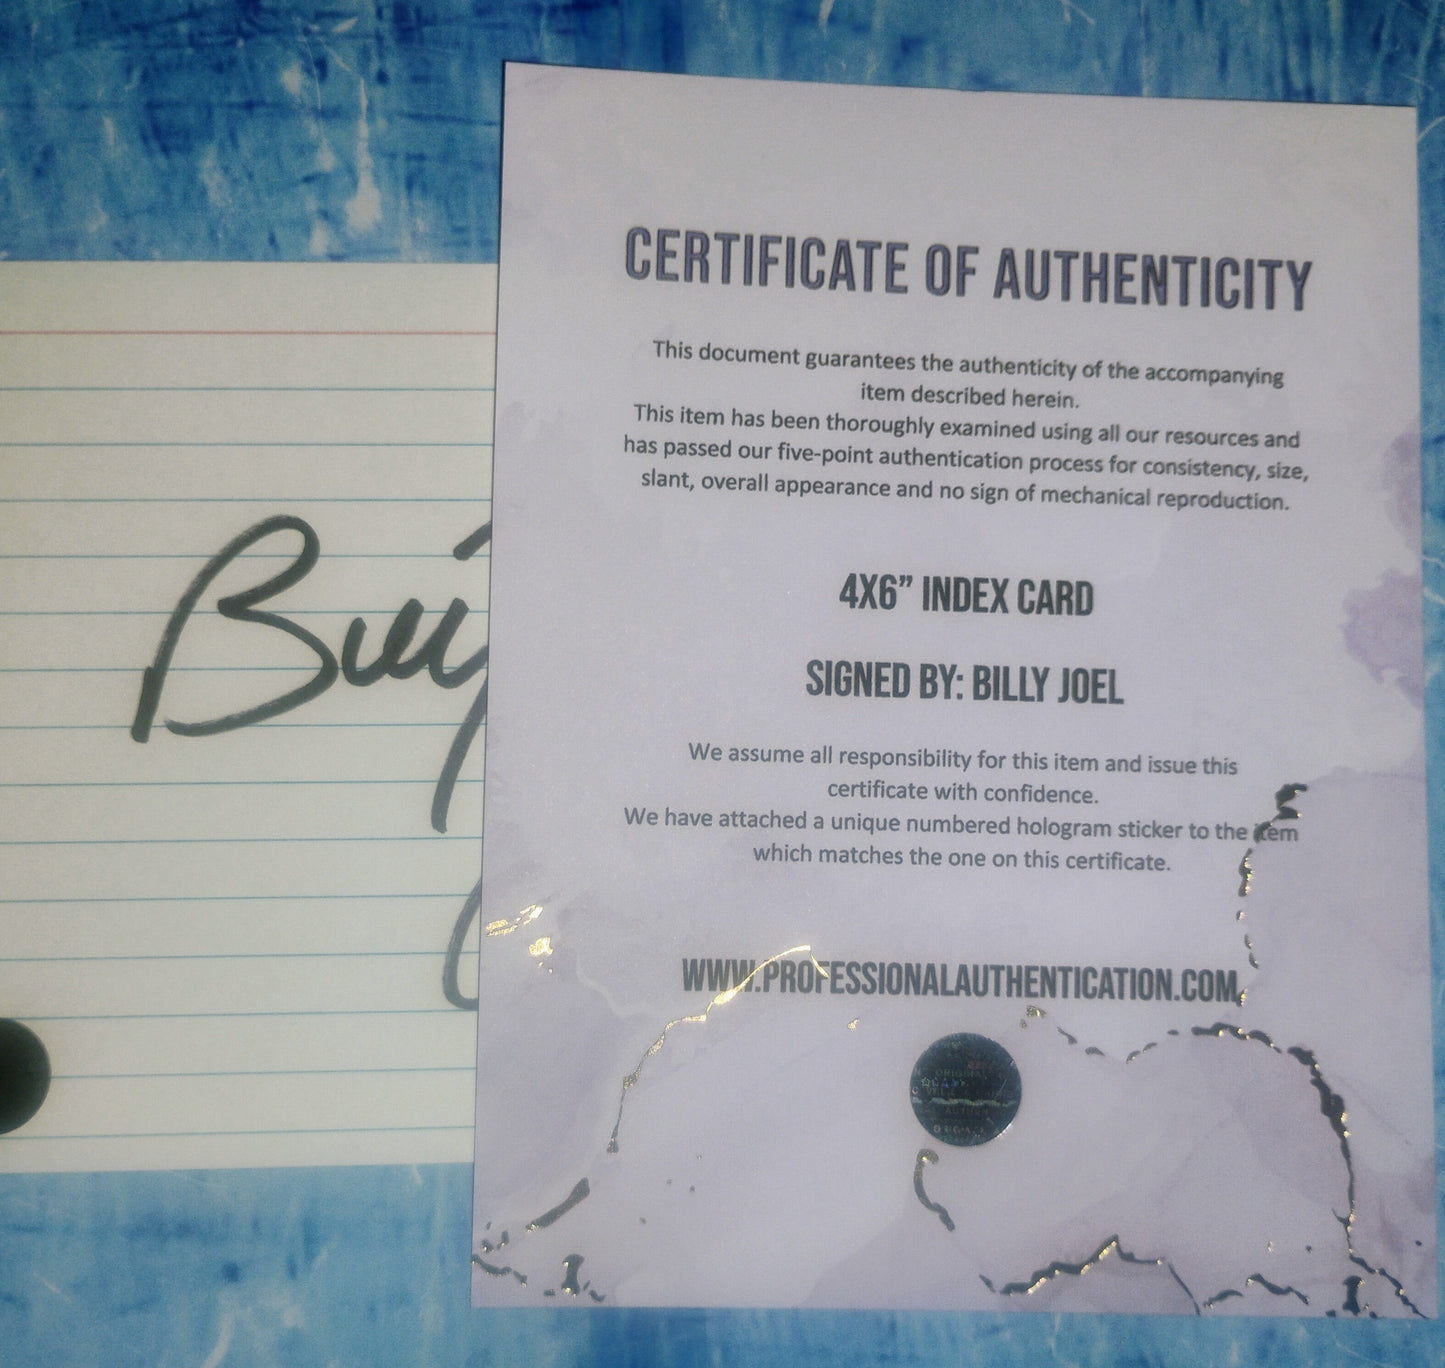 Billy
CERTIFICATE OF AUTHENTICITY
This document guarantees the authenticity of the accompanying
item described herein.
This item has been thoroughly examined using all our resources and
has passed our five-point authentication process for consistency, size,
slant, overall appearance and no sign of mechanical reproduction.
4X6” INDEX CARD
SIGNED BY: BILLY JOEL
We assume all responsibility for this item and issue this
certificate with confidence.
We have attached a unique numbered hologram sticker to the item
which matches the one on this certificate.
WWW.PROFESSIONALAUTHENTICATION.COM
ORIGINAL